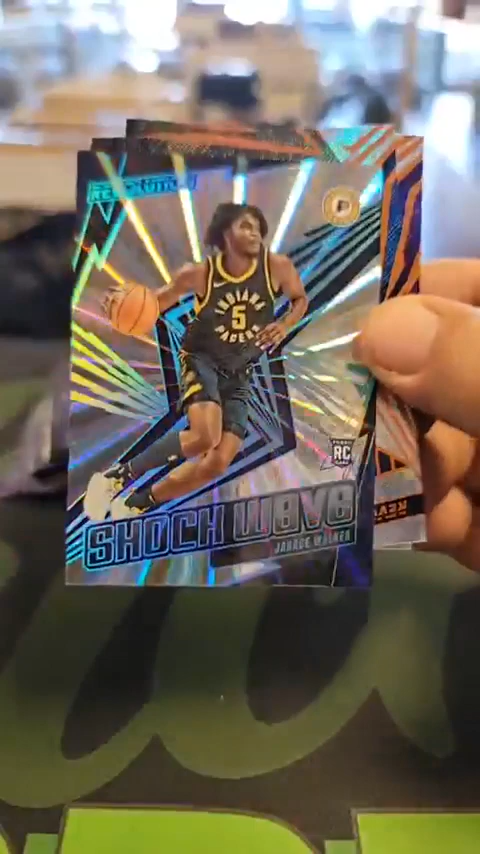 REVOLUTION
P
INDIANA
5
PACERS
RC
SHOCK WAVE
JARACE WALKER